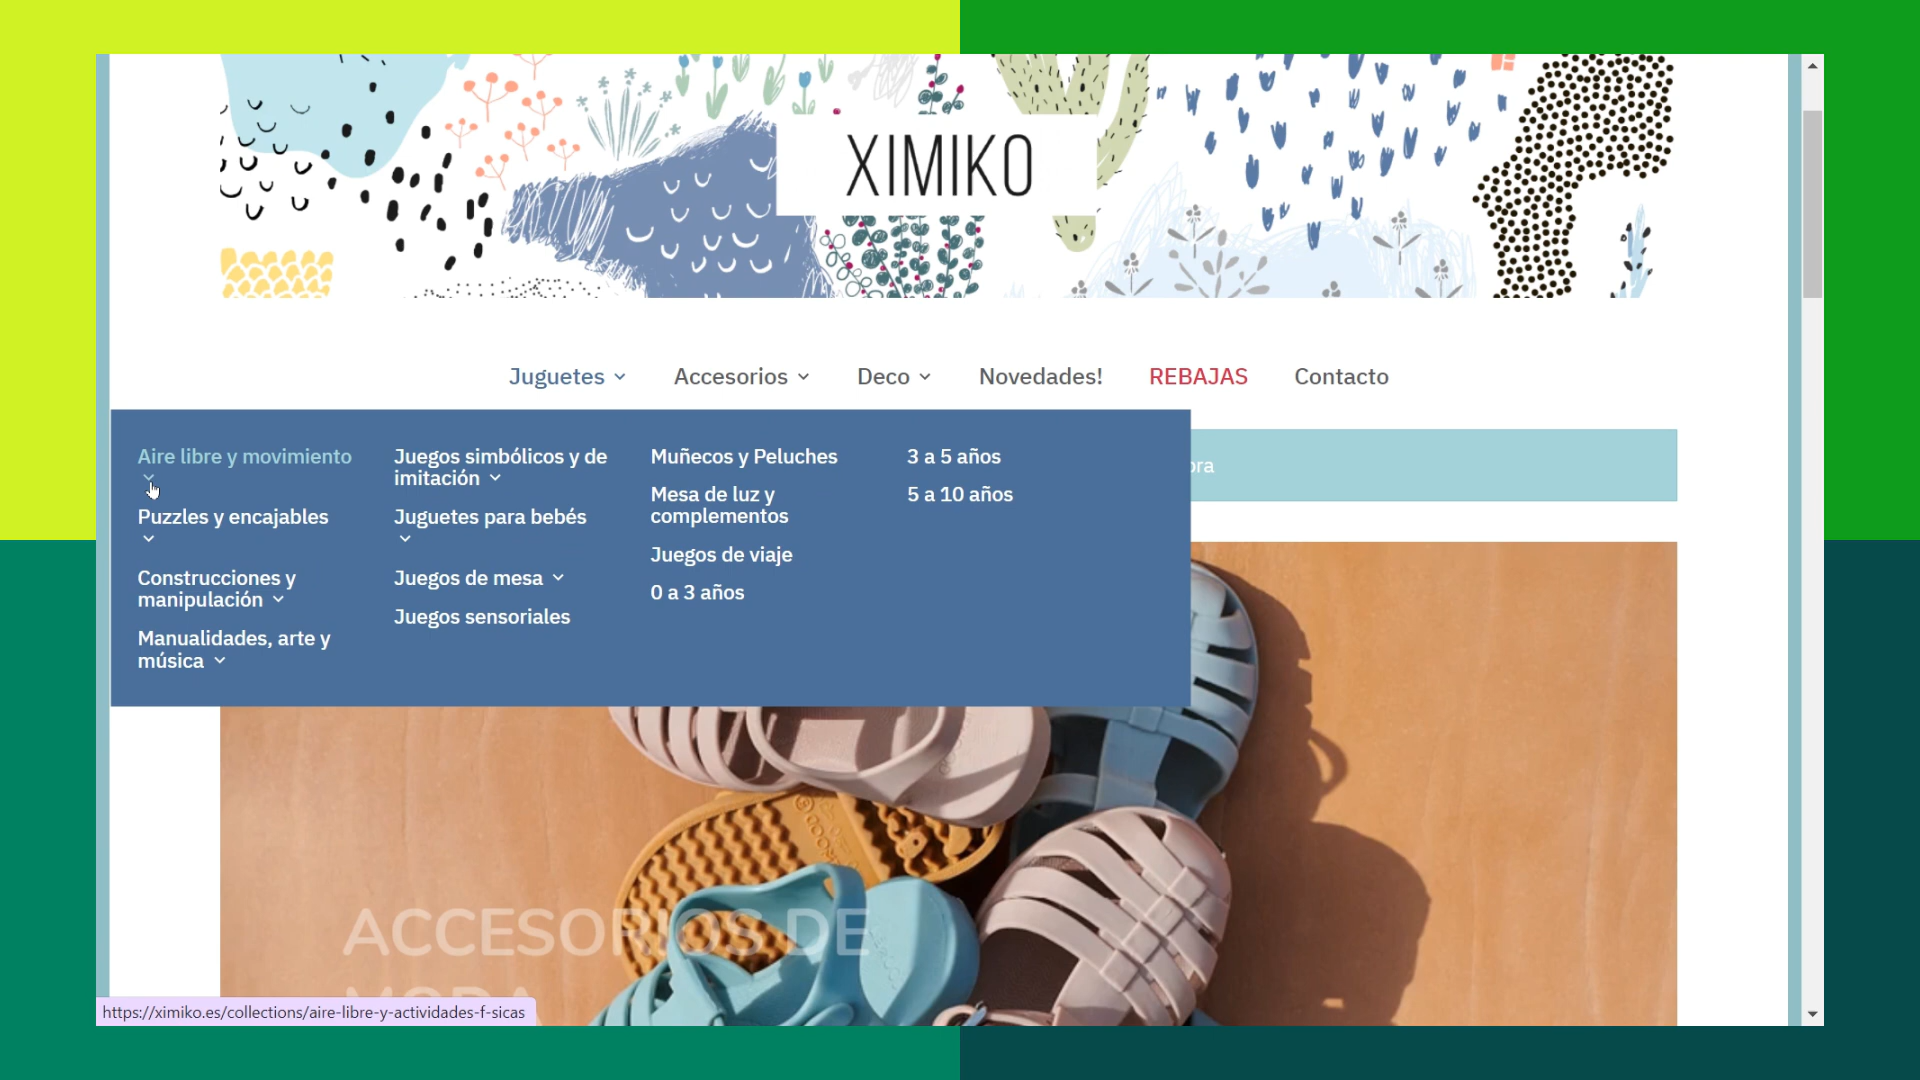 XIMIKO
Juguetes
Accesorios
Deco
Novedades!
REBAJAS
Contacto
Aire libre y movimiento
Puzzles y encajables
Construcciones y
manipulación
Manualidades, arte y
música
Juegos simbólicos y de
imitación
Juguetes para bebés
Juegos de mesa
Juegos sensoriales
Muñecos y Peluches
Mesa de luz y
complementos
Juegos de viaje
0 a 3 años
3 a 5 años
5 a 10 años
ACCESORIOS DE
MODA
https://ximiko.es/collections/aire-libre-y-actividades-f-sicas